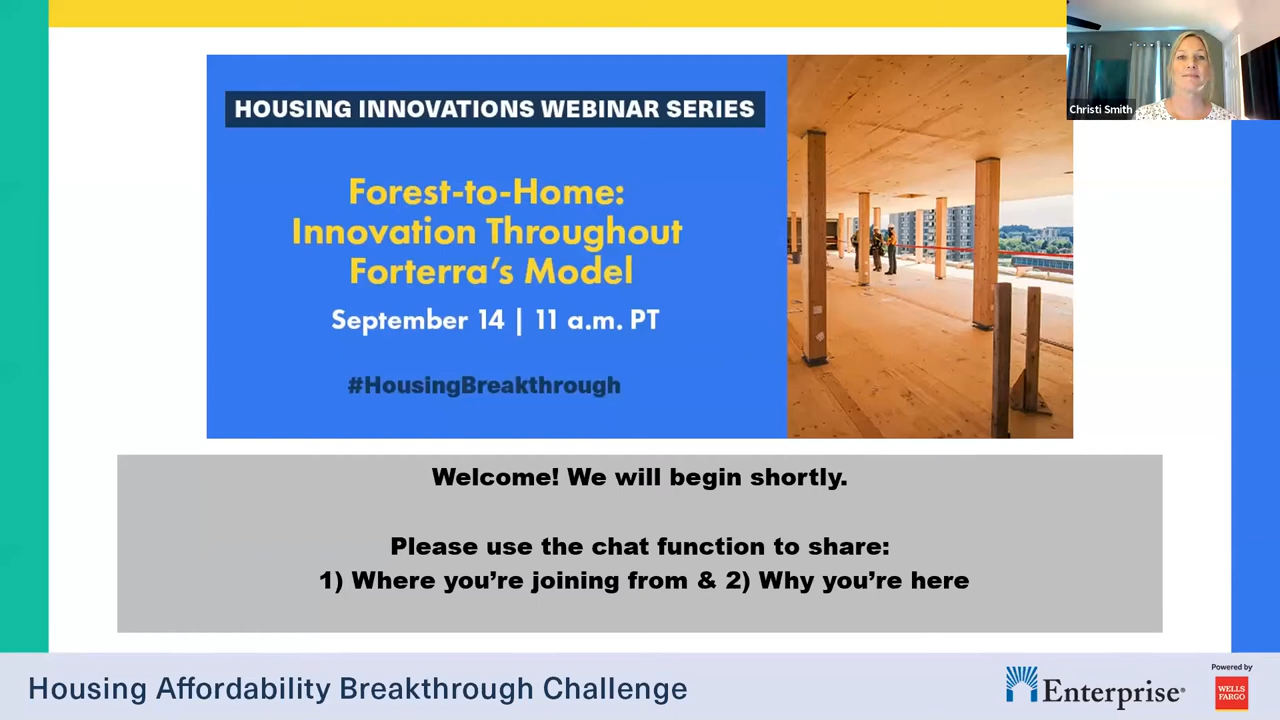 HOUSING INNOVATIONS WEBINAR SERIES
Forest-to-Home:
Innovation Throughout
Forterra's Model
September 14 | 11 a.m. PT
#HousingBreakthrough
Christi Smith
Welcome! We will begin shortly.
Please use the chat function to share:
1) Where you're joining from & 2) Why you're here
Housing Affordability Breakthrough Challenge
Enterprise®
Powered by
WELLS
FARGO